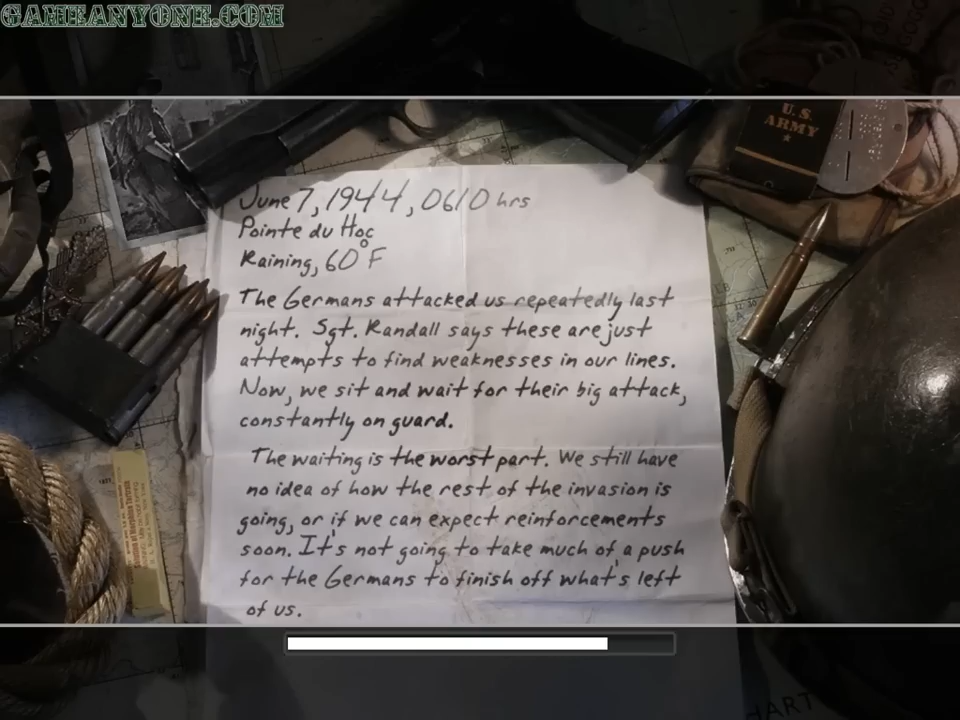 GAMEANYONE.COM
U.S.
ARMY
June 7, 1944, 0610 hrs
Pointe du Hoc
Raining, 60°F
The Germans attacked us repeatedly last
night. Sgt. Randall says these are just
attempts to find weaknesses in our lines.
Now, we sit and wait for their big attack,
constantly on guard.
The waiting is the worst part. We still have
no idea of how the rest of the invasion is
going, or if we can expect reinforcements
soon. It's not going to take much of a push
for the Germans to finish off what's left
of us.